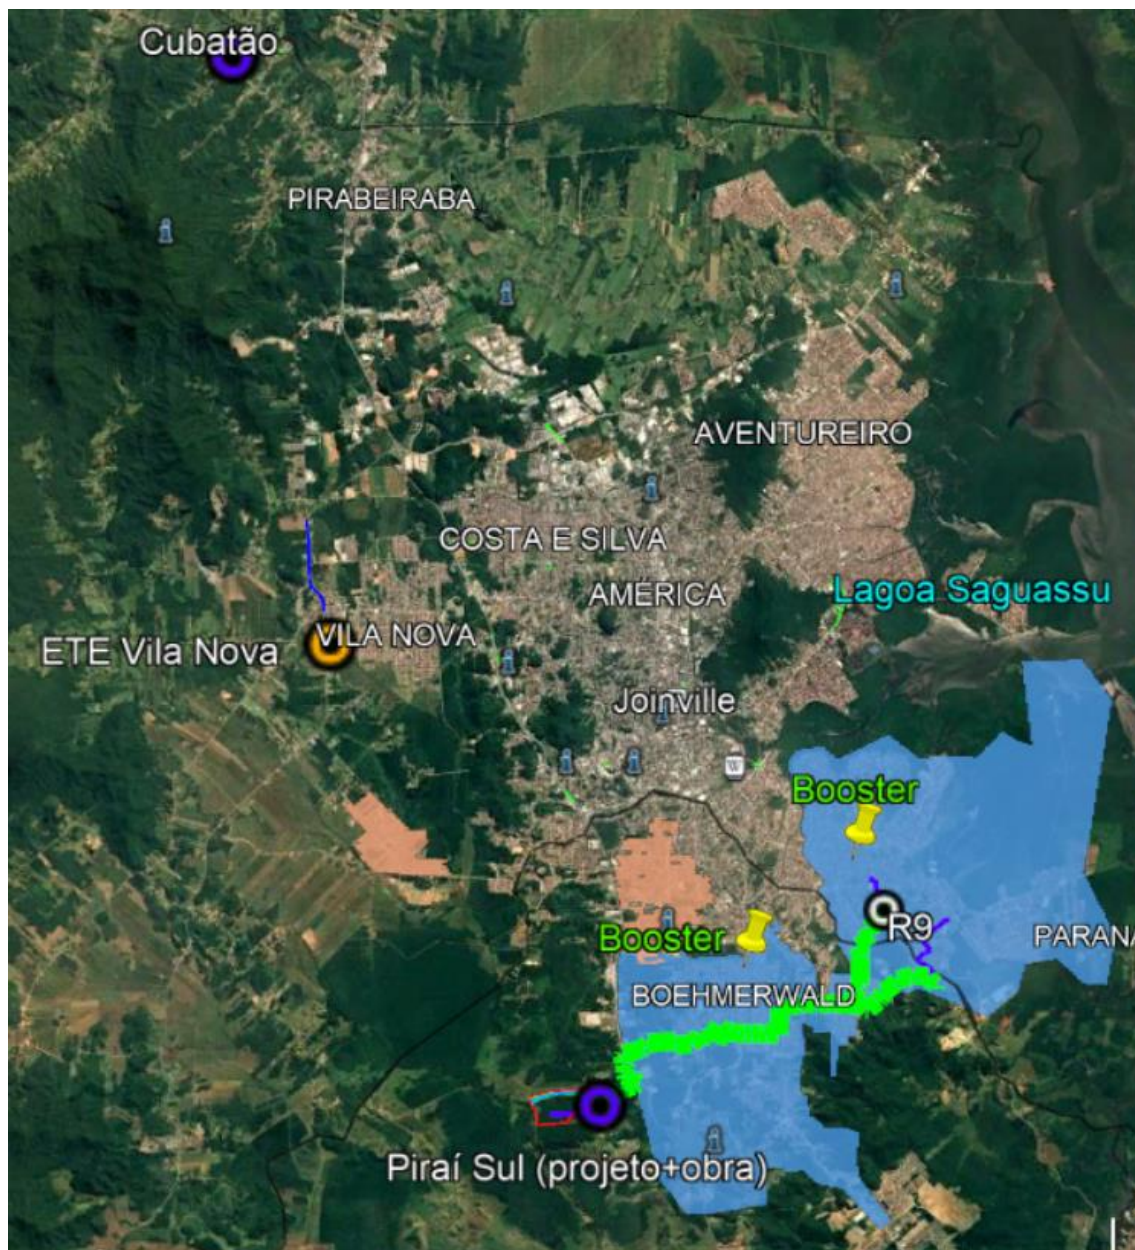 Cubatão
PIRABEIRABA
AVENTUREIRO
COSTA E SILVA
AMÉRICA
Lagoa Saguassu
VILA NOVA
ETE Vila Nova
Joinville
W
Booster
R9
Booster
PARANA
BOEHMERWALD
Piraí Sul (projeto+obra)